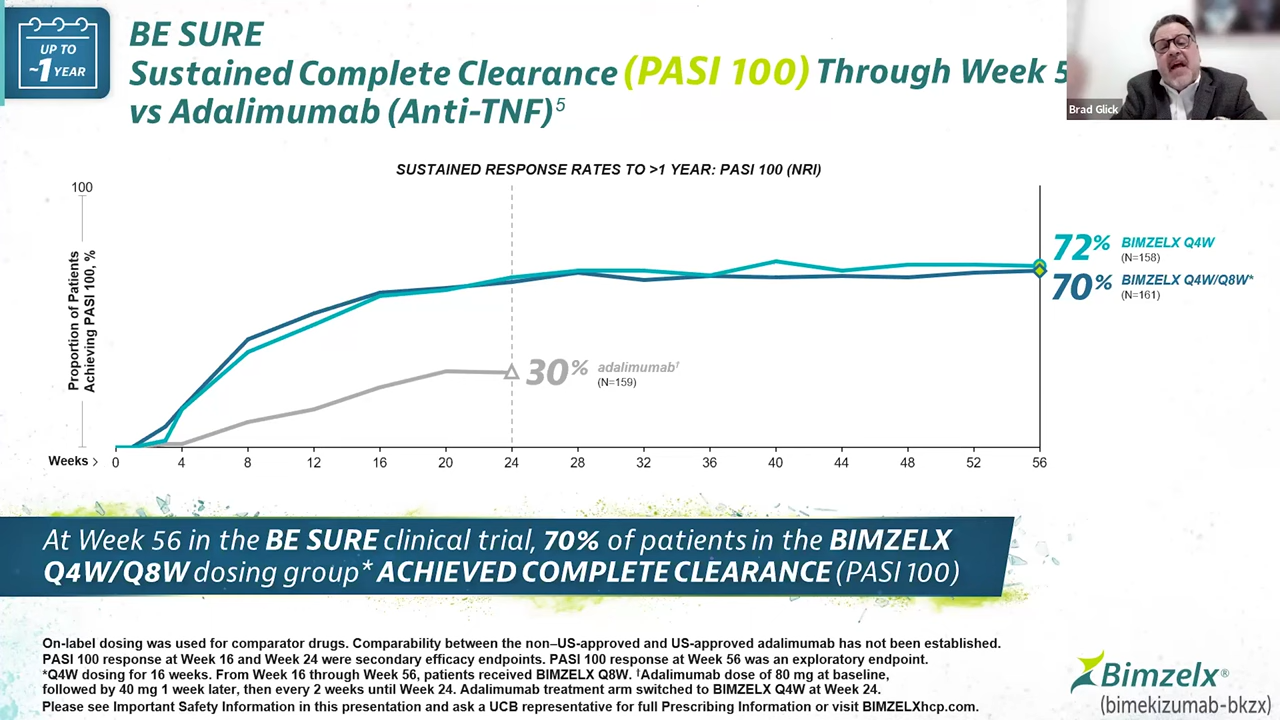 UP TO
~1 YEAR
BE SURE
Sustained Complete Clearance (PASI 100) Through Week 5
vs Adalimumab (Anti-TNF)5
Brad Glick
SUSTAINED RESPONSE RATES TO >1 YEAR: PASI 100 (NRI)
100
Proportion of Patients
Achieving PASI 100, %
72% BIMZELX Q4W
(N=158)
70% BIMZELX Q4W/Q8W*
(N=161)
30% adalimumab†
(N=159)
Weeks > 0 4 8 12 16 20 24 28 32 36 40 44 48 52 56
At Week 56 in the BE SURE clinical trial, 70% of patients in the BIMZELX
Q4W/Q8W dosing group* ACHIEVED COMPLETE CLEARANCE (PASI 100)
On-label dosing was used for comparator drugs. Comparability between the non–US-approved and US-approved adalimumab has not been established.
PASI 100 response at Week 16 and Week 24 were secondary efficacy endpoints. PASI 100 response at Week 56 was an exploratory endpoint.
*Q4W dosing for 16 weeks. From Week 16 through Week 56, patients received BIMZELX Q8W. †Adalimumab dose of 80 mg at baseline,
followed by 40 mg 1 week later, then every 2 weeks until Week 24. Adalimumab treatment arm switched to BIMZELX Q4W at Week 24.
Please see Important Safety Information in this presentation and ask a UCB representative for full Prescribing Information or visit BIMZELXhcp.com.
Bimzelx®
(bimekizumab-bkzx)